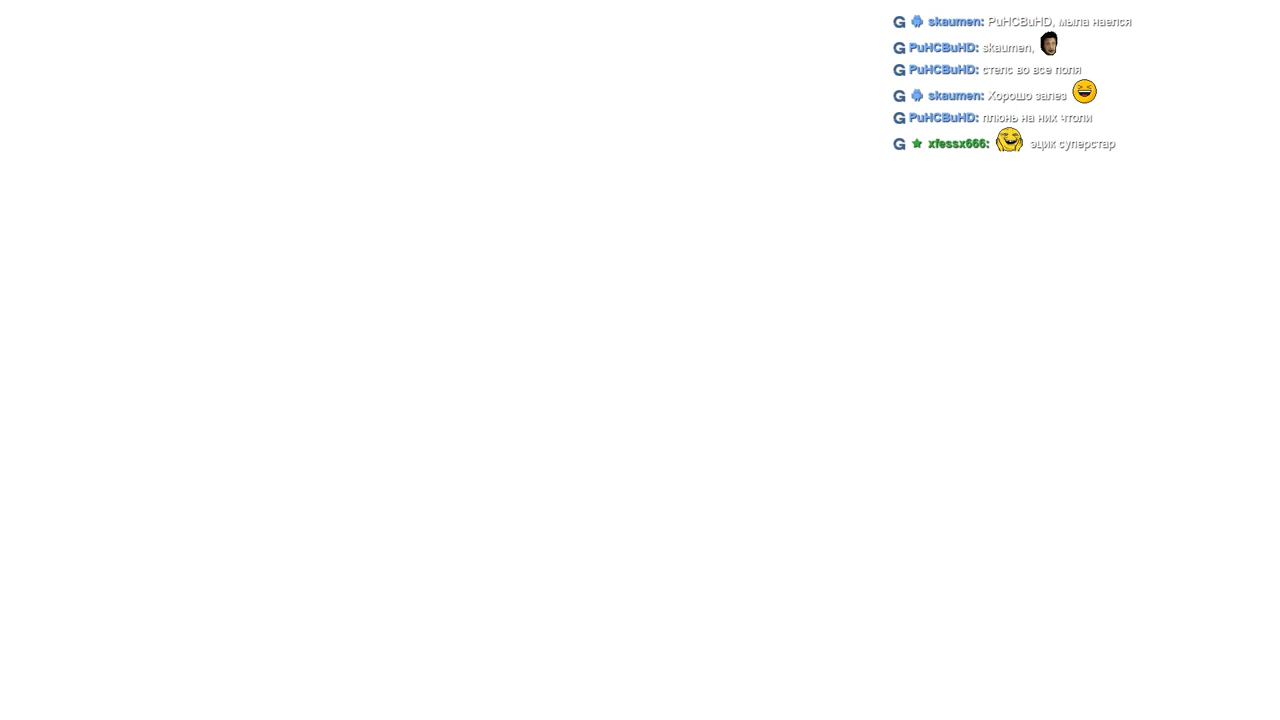 G skaumen: PuHCBuHD, мыла наелся
G PuHCBuHD: skaumen,
G PuHCBuHD: стелс во все поля
G skaumen: Хорошо залез
G PuHCBuHD: плюнь на них чтоли
G xfessx666: эцик суперстар